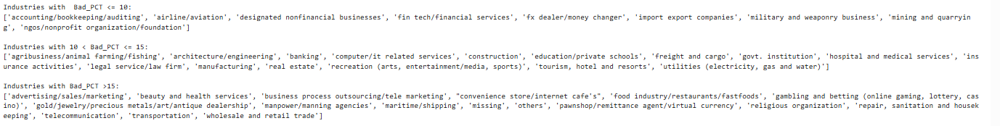 Industries with  Bad_PCT <= 10:
['accounting/bookkeeping/auditing', 'airline/aviation', 'designated nonfinancial businesses', 'fin tech/financial services', 'fx dealer/money changer', 'import export companies', 'military and weaponry business', 'mining and quarryin
g', 'ngos/nonprofit organization/foundation']
Industries with 10 < Bad_PCT <= 15:
['agribusiness/animal farming/fishing', 'architecture/engineering', 'banking', 'computer/it related services', 'construction', 'education/private schools', 'freight and cargo', 'govt. institution', 'hospital and medical services', 'ins
urance activities', 'legal service/law firm', 'manufacturing', 'real estate', 'recreation (arts, entertainment/media, sports)', 'tourism, hotel and resorts', 'utilities (electricity, gas and water)']
Industries with Bad_PCT >15:
['advertising/sales/marketing', 'beauty and health services', 'business process outsourcing/tele marketing', "convenience store/internet cafe's", 'food industry/restaurants/fastfoods', 'gambling and betting (online gaming, lottery, cas
ino)', 'gold/jewelry/precious metals/art/antique dealership', 'manpower/manning agencies', 'maritime/shipping', 'missing', 'others', 'pawnshop/remittance agent/virtual currency', 'religious organization', 'repair, sanitation and housek
eeping', 'telecommunication', 'transportation', 'wholesale and retail trade']